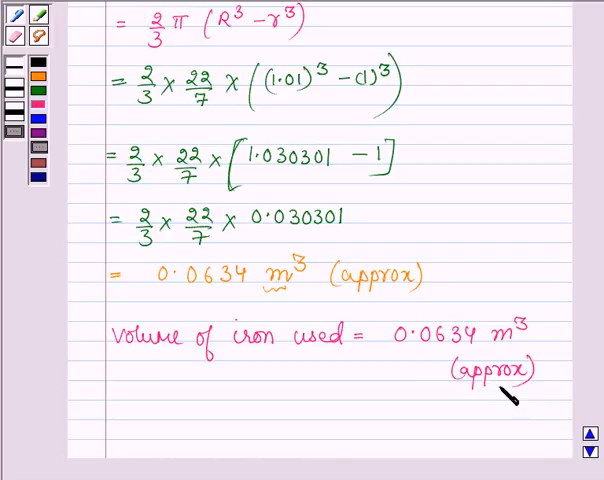 = 2/3 π (R³ - r³)
= 2/3 × 22/7 × ((1.01)³ - (1)³)
= 2/3 × 22/7 × [1.030301 - 1]
= 2/3 × 22/7 × 0.030301
= 0.0634 m³ (approx)
Volume of iron used = 0.0634 m³
(approx)